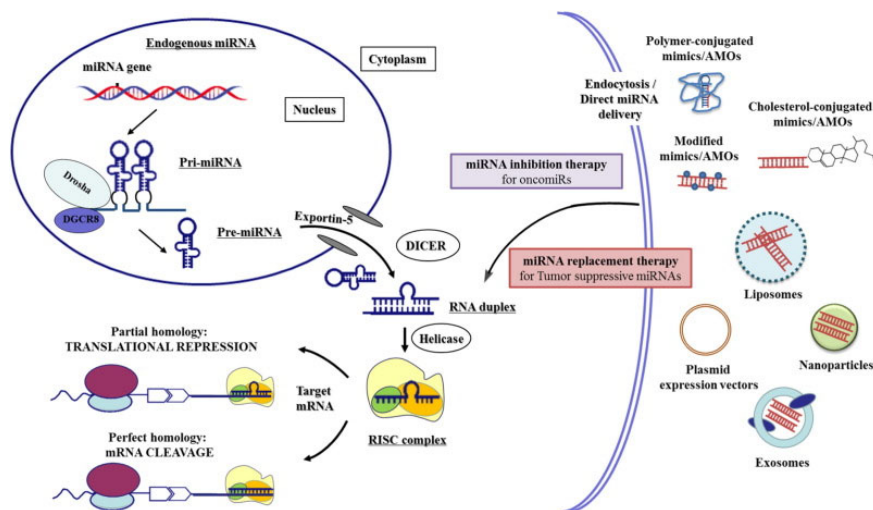 Endogenous miRNA
miRNA gene
Cytoplasm
Nucleus
Pri-miRNA
Drosha
DGCR8
Pre-miRNA
Exportin-5
DICER
RNA duplex
Helicase
Partial homology:
TRANSLATIONAL REPRESSION
Target
mRNA
RISC complex
Perfect homology:
mRNA CLEAVAGE
miRNA inhibition therapy
for oncomiRs
miRNA replacement therapy
for Tumor suppressive miRNAs
Endocytosis /
Direct miRNA
delivery
Polymer-conjugated
mimics/AMOs
Cholesterol-conjugated
mimics/AMOs
Modified
mimics/AMOs
Liposomes
Plasmid
expression vectors
Nanoparticles
Exosomes